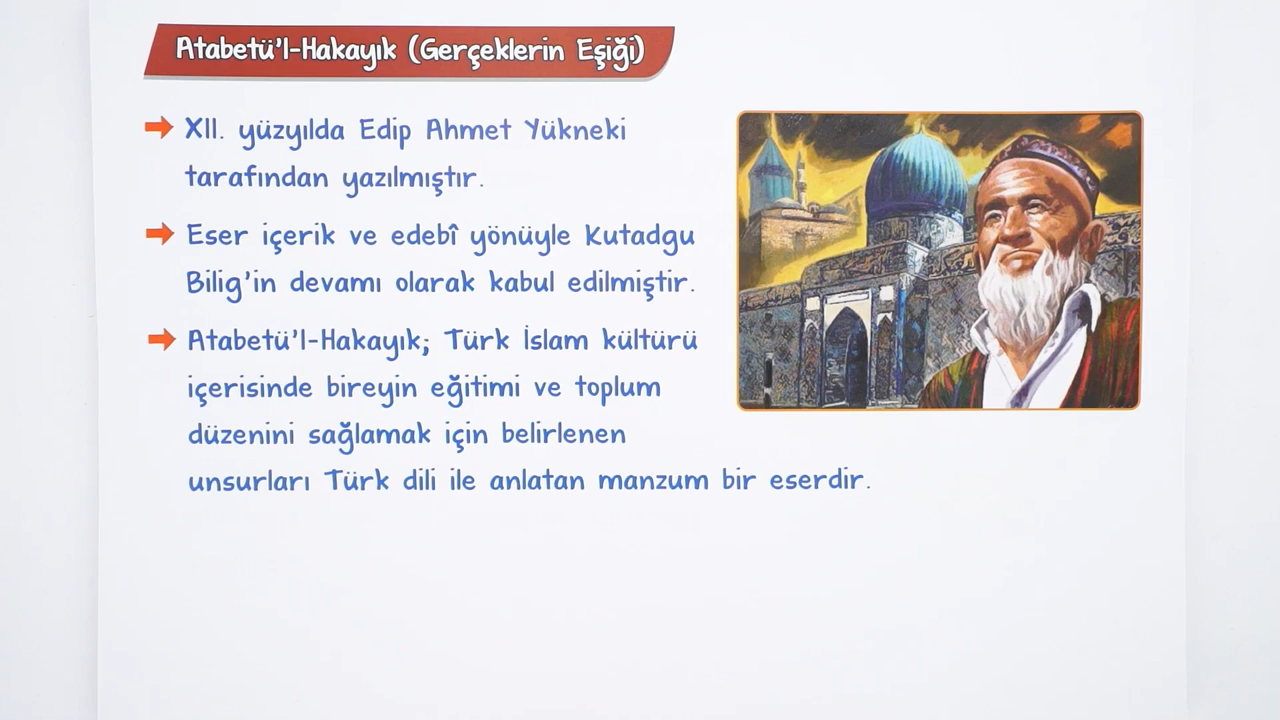 Atabetü'l-Hakayık (Gerçeklerin Eşiği)
XII. yüzyılda Edip Ahmet Yükneki
tarafından yazılmıştır.
Eser içerik ve edebî yönüyle Kutadgu
Bilig'in devamı olarak kabul edilmiştir.
Atabetü'l-Hakayık; Türk İslam kültürü
içerisinde bireyin eğitimi ve toplum
düzenini sağlamak için belirlenen
unsurları Türk dili ile anlatan manzum bir eserdir.